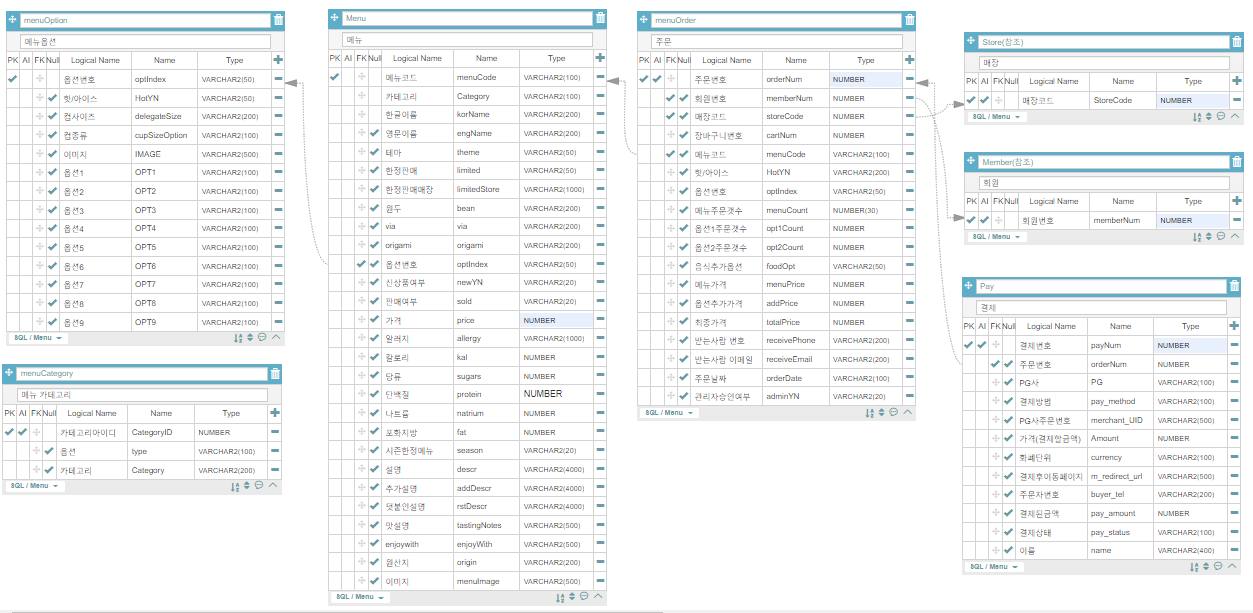 menuOption
메뉴옵션
PK AI FK Null Logical Name Name Type
옵션번호 optIndex VARCHAR2(50)
힛/아이스 HotYN VARCHAR2(50)
컵사이즈 delegateSize VARCHAR2(200)
컵종류 cupSizeOption VARCHAR2(100)
이미지 IMAGE VARCHAR2(500)
옵션1 OPT1 VARCHAR2(100)
옵션2 OPT2 VARCHAR2(100)
옵션3 OPT3 VARCHAR2(100)
옵션4 OPT4 VARCHAR2(100)
옵션5 OPT5 VARCHAR2(100)
옵션6 OPT6 VARCHAR2(100)
옵션7 OPT7 VARCHAR2(100)
옵션8 OPT8 VARCHAR2(100)
옵션9 OPT9 VARCHAR2(100)
SQL / Menu
menuCategory
메뉴 카테고리
PK AI FK Null Logical Name Name Type
카테고리아이디 CategoryID NUMBER
옵션 type VARCHAR2(100)
카테고리 Category VARCHAR2(200)
SQL / Menu
Menu
메뉴
PK AI FK Null Logical Name Name Type
메뉴코드 menuCode VARCHAR2(100)
카테고리 Category VARCHAR2(100)
한글이름 korName VARCHAR2(200)
영문이름 engName VARCHAR2(200)
테마 theme VARCHAR2(50)
한정판매 limited VARCHAR2(50)
한정판매매장 limitedStore VARCHAR2(1000)
원두 bean VARCHAR2(200)
via via VARCHAR2(200)
origami origami VARCHAR2(200)
옵션번호 optIndex VARCHAR2(50)
신상품여부 newYN VARCHAR2(20)
판매여부 sold VARCHAR2(20)
가격 price NUMBER
알러지 allergy VARCHAR2(1000)
칼로리 kal NUMBER
당류 sugars NUMBER
단백질 protein NUMBER
나트륨 natrium NUMBER
포화지방 fat NUMBER
시즌한정메뉴 season VARCHAR2(20)
설명 descr VARCHAR2(4000)
추가설명 addDescr VARCHAR2(4000)
덧붙인설명 rstDescr VARCHAR2(4000)
맛설명 tastingNotes VARCHAR2(500)
enjoywith enjoyWith VARCHAR2(500)
원산지 origin VARCHAR2(200)
이미지 menuImage VARCHAR2(500)
SQL / Menu
menuOrder
주문
PK AI FK Null Logical Name Name Type
주문번호 orderNum NUMBER
회원번호 memberNum NUMBER
매장코드 storeCode NUMBER
장바구니번호 cartNum NUMBER
메뉴코드 menuCode VARCHAR2(100)
힛/아이스 HotYN VARCHAR2(200)
옵션번호 optIndex VARCHAR2(50)
메뉴주문갯수 menuCount NUMBER(30)
옵션1주문갯수 opt1Count NUMBER
옵션2주문갯수 opt2Count NUMBER
음식추가옵션 foodOpt VARCHAR2(50)
메뉴가격 menuPrice NUMBER
옵션추가가격 addPrice NUMBER
최종가격 totalPrice NUMBER
받는사람 번호 receivePhone VARCHAR2(200)
받는사람 이메일 receiveEmail VARCHAR2(200)
주문날짜 orderDate VARCHAR2(100)
관리자승인여부 adminYN VARCHAR2(20)
SQL / Menu
Store(참조)
매장
PK AI FK Null Logical Name Name Type
매장코드 StoreCode NUMBER
SQL / Menu
Member(참조)
회원
PK AI FK Null Logical Name Name Type
회원번호 memberNum NUMBER
SQL / Menu
Pay
결제
PK AI FK Null Logical Name Name Type
결제번호 payNum NUMBER
주문번호 orderNum NUMBER
PG사 PG VARCHAR2(100)
결제방법 pay_method VARCHAR2(100)
PG사주문번호 merchant_UID VARCHAR2(500)
가격(결제할금액) Amount NUMBER
화폐단위 currency VARCHAR2(100)
결제후이동페이지 m_redirect_url VARCHAR2(500)
주문자번호 buyer_tel VARCHAR2(200)
결제된금액 pay_amount NUMBER
결제상태 pay_status VARCHAR2(100)
이름 name VARCHAR2(400)
SQL / Menu